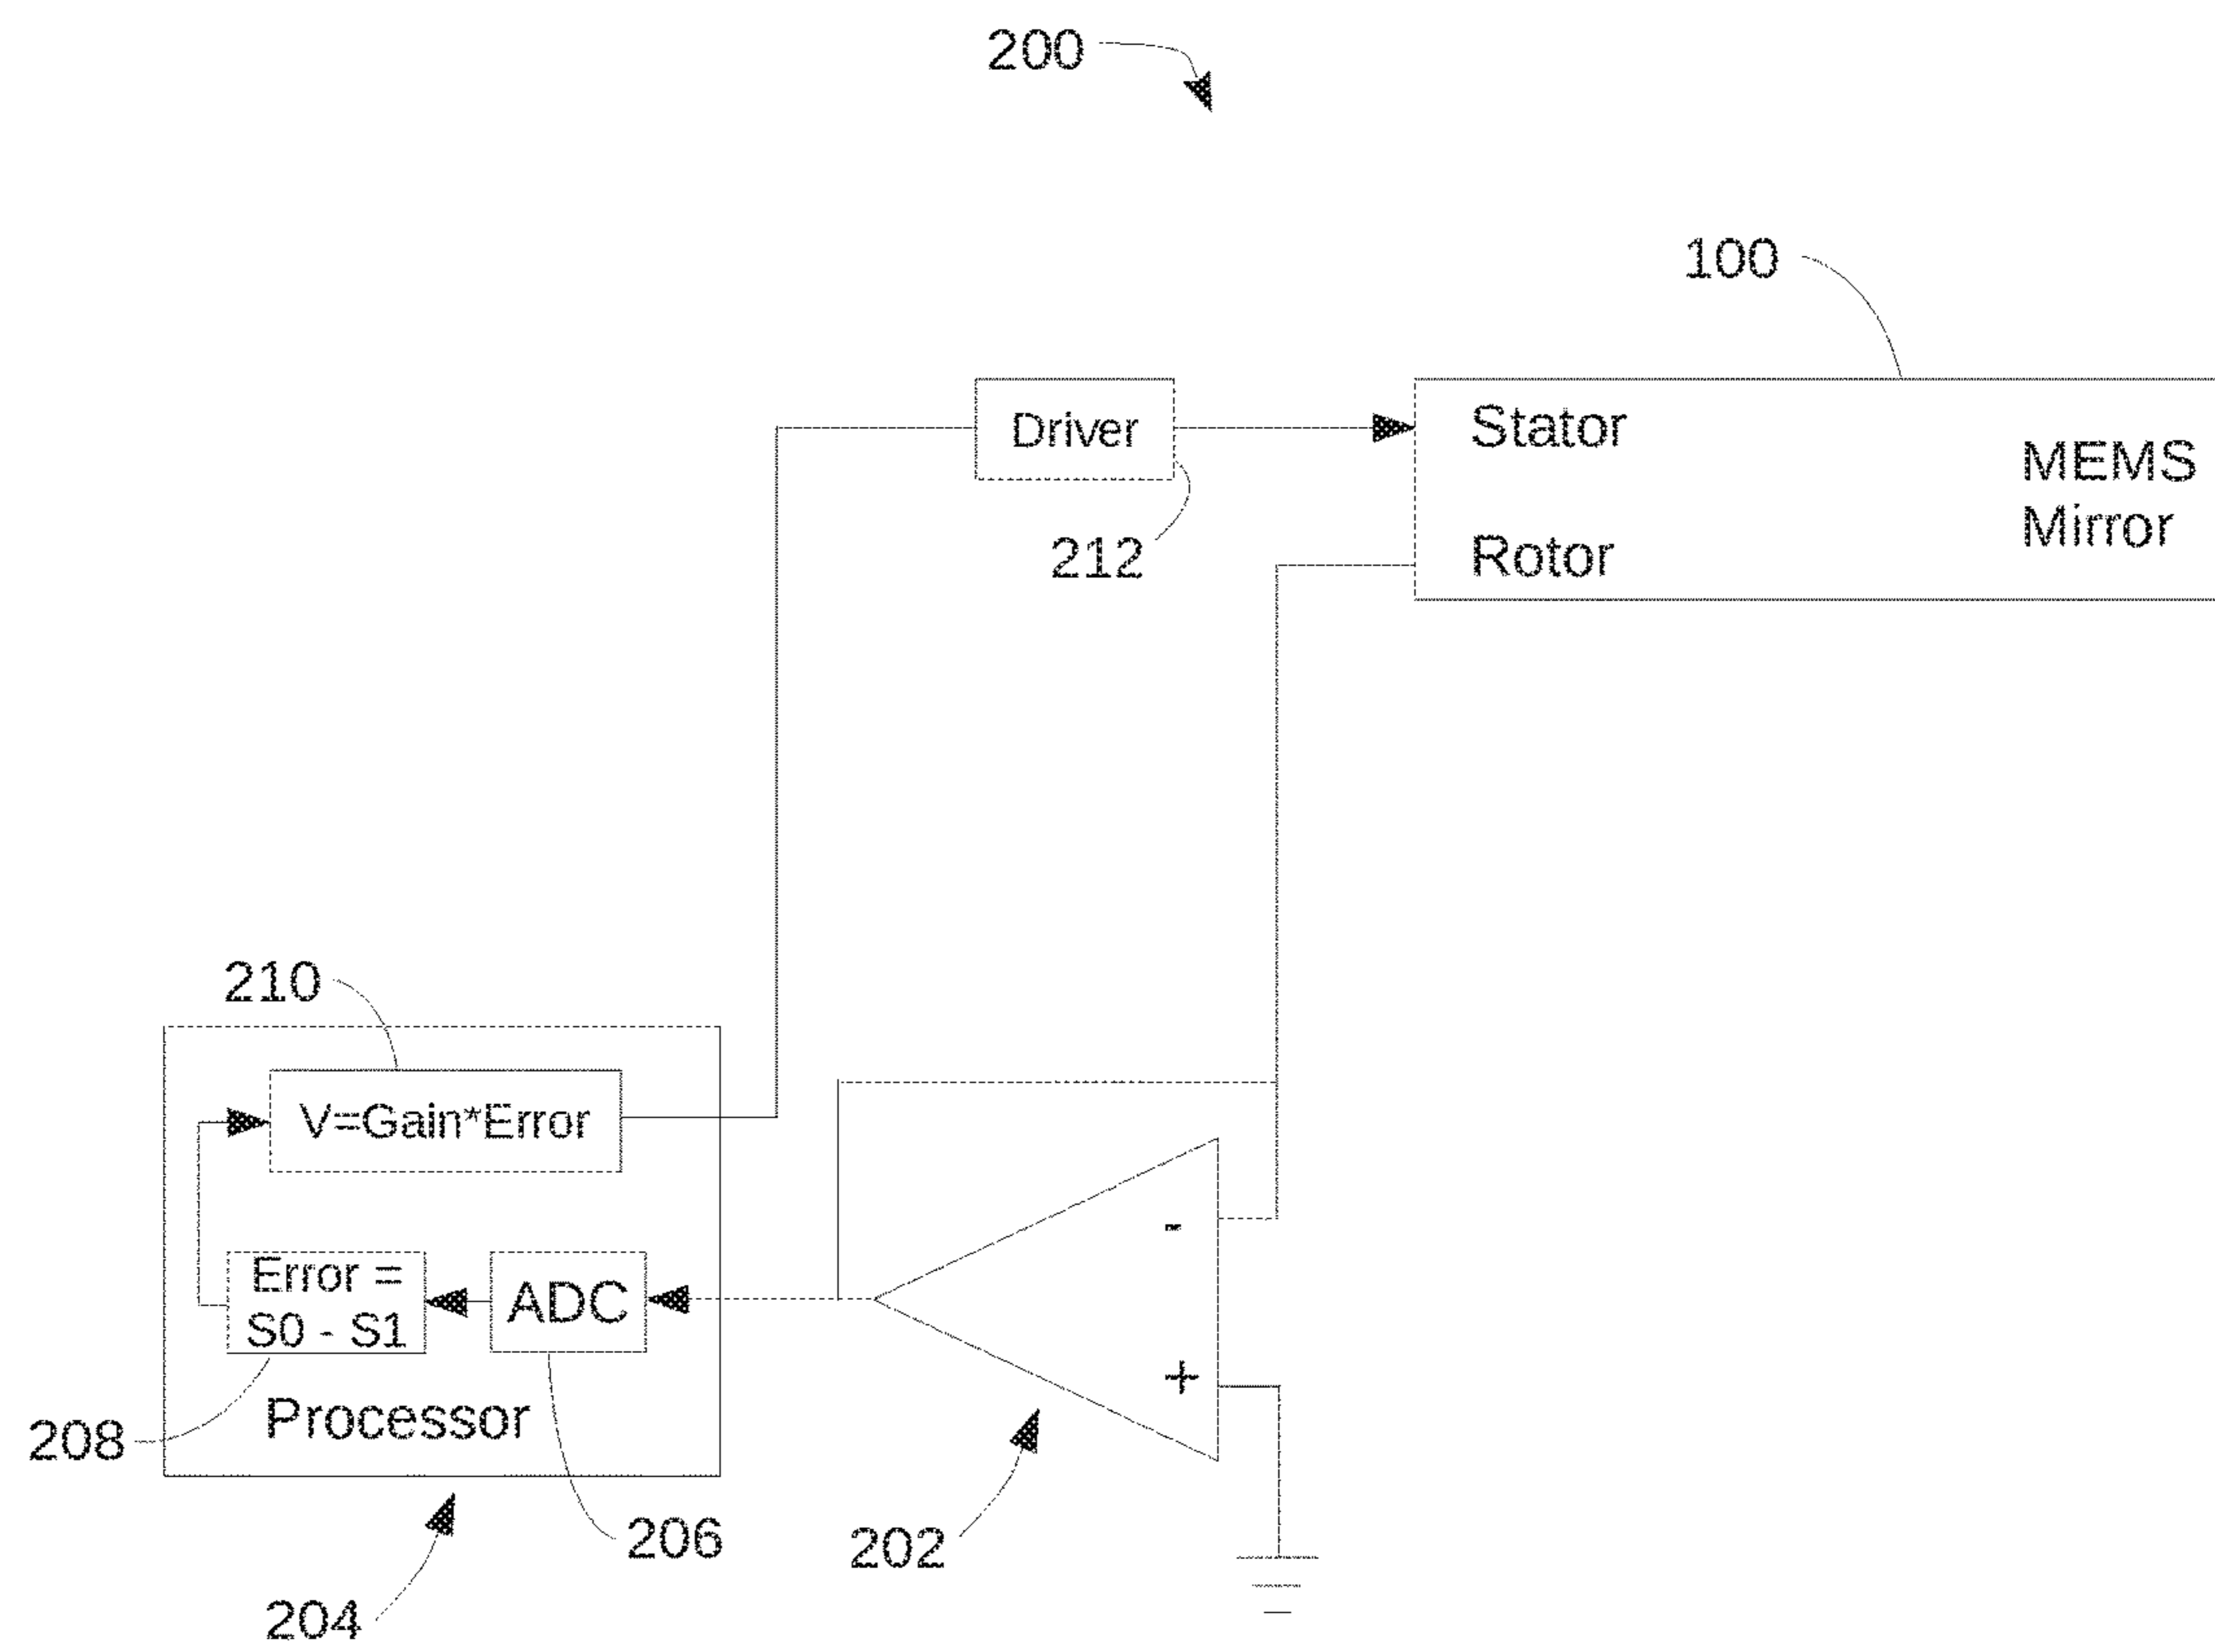 200
100
Driver
Stator
MEMS
Mirror
212
Rotor
210
V=Gain*Error
-
Error =
S0 - S1
ADC
+
Processor
208
206
202
204